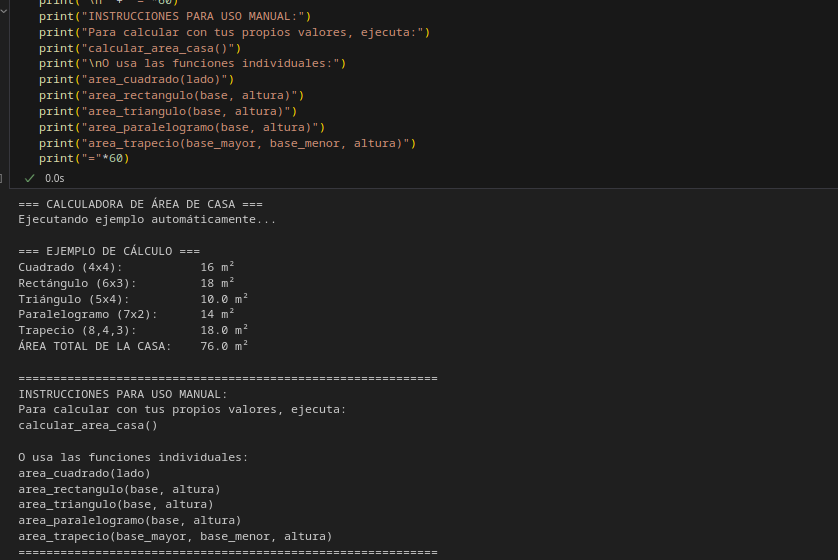 print("\n" + "="*60)
print("INSTRUCCIONES PARA USO MANUAL:")
print("Para calcular con tus propios valores, ejecuta:")
print("calcular_area_casa()")
print("\nO usa las funciones individuales:")
print("area_cuadrado(lado)")
print("area_rectangulo(base, altura)")
print("area_triangulo(base, altura)")
print("area_paralelogramo(base, altura)")
print("area_trapecio(base_mayor, base_menor, altura)")
print("="*60)
] ✓ 0.0s
=== CALCULADORA DE ÁREA DE CASA ===
Ejecutando ejemplo automáticamente...
=== EJEMPLO DE CÁLCULO ===
Cuadrado (4x4): 16 m²
Rectángulo (6x3): 18 m²
Triángulo (5x4): 10.0 m²
Paralelogramo (7x2): 14 m²
Trapecio (8,4,3): 18.0 m²
ÁREA TOTAL DE LA CASA: 76.0 m²
============================================================
INSTRUCCIONES PARA USO MANUAL:
Para calcular con tus propios valores, ejecuta:
calcular_area_casa()
O usa las funciones individuales:
area_cuadrado(lado)
area_rectangulo(base, altura)
area_triangulo(base, altura)
area_paralelogramo(base, altura)
area_trapecio(base_mayor, base_menor, altura)
============================================================